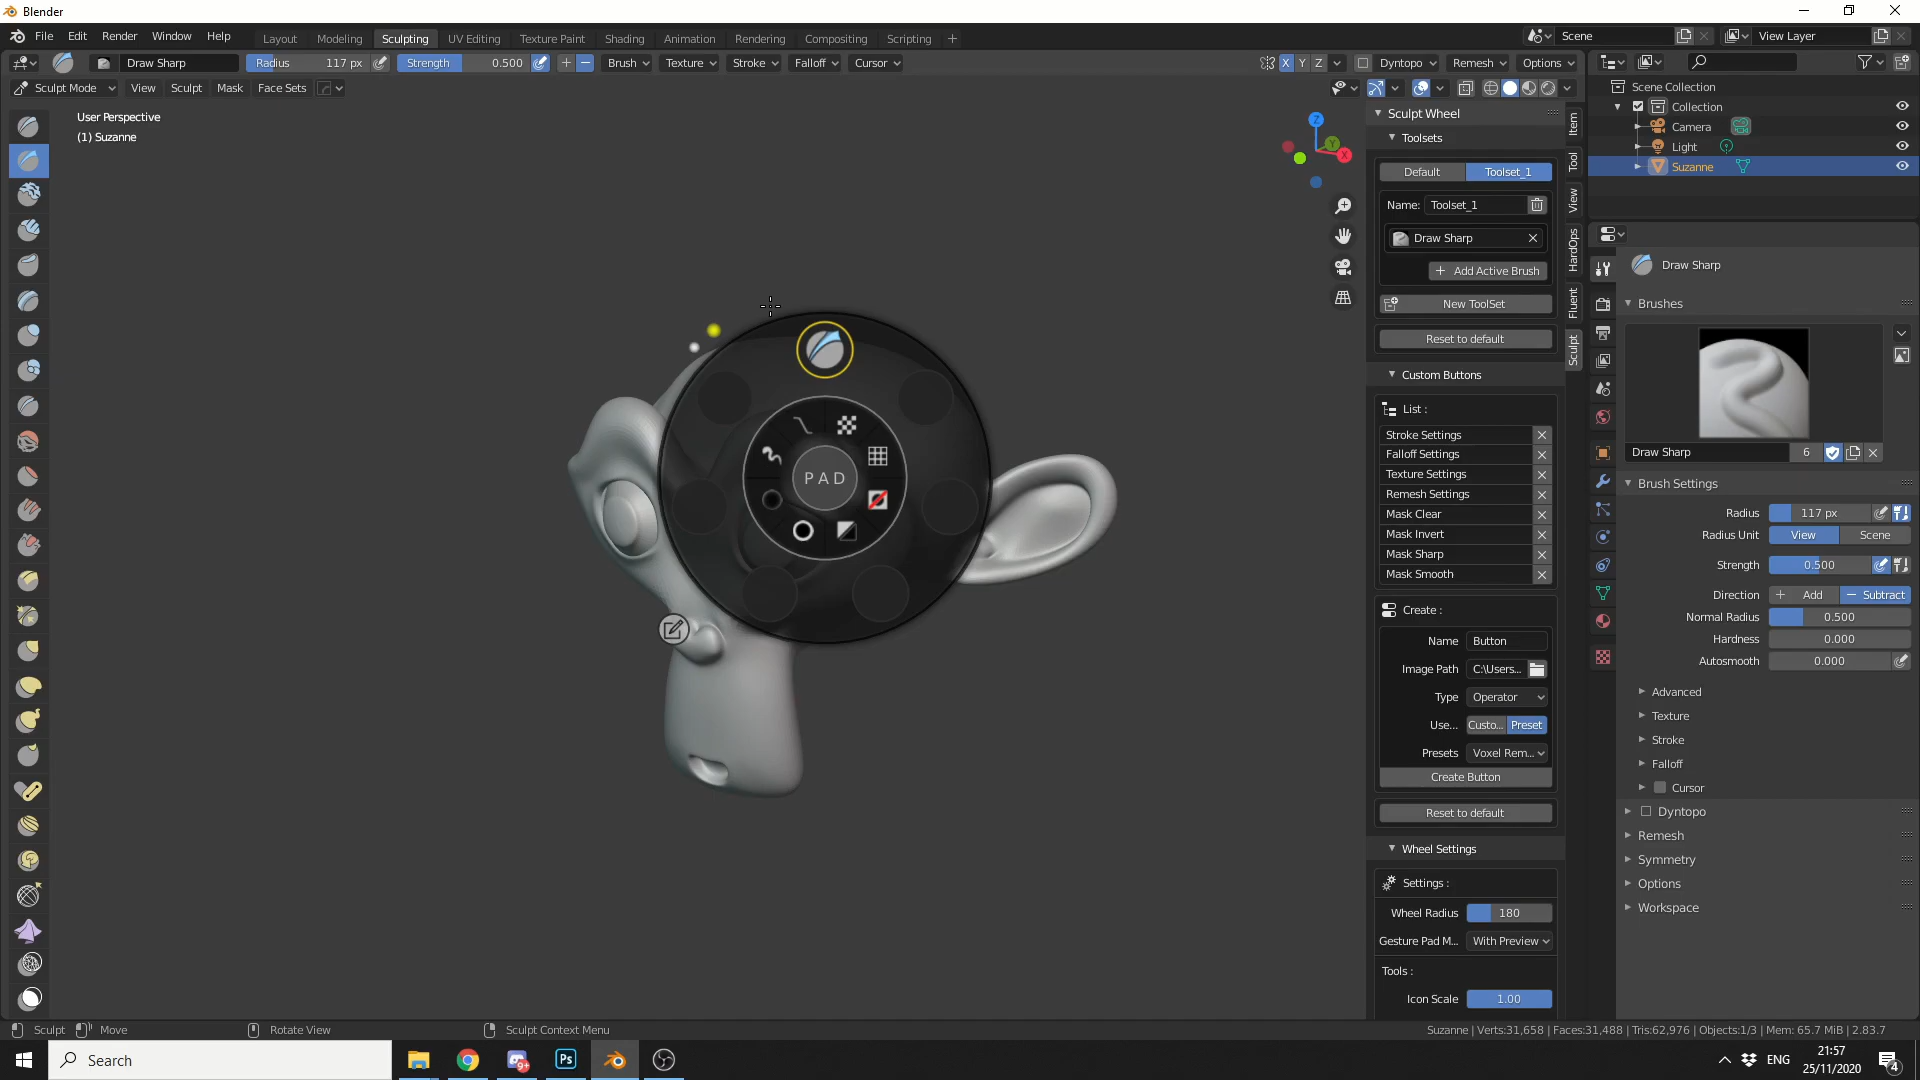 Blender
File Edit Render Window Help Layout Modeling Sculpting UV Editing Texture Paint Shading Animation Rendering Compositing Scripting + Scene View Layer
Draw Sharp Radius 117 px Strength 0.500 Brush Texture Stroke Falloff Cursor X Y Z Dyntopo Remesh Options
Sculpt Mode View Sculpt Mask Face Sets
User Perspective
(1) Suzanne
Z
Y
X
PAD
Sculpt Wheel
Toolsets
Default Toolset_1
Name: Toolset_1
Draw Sharp
Add Active Brush
New ToolSet
Reset to default
Custom Buttons
List :
Stroke Settings
Falloff Settings
Texture Settings
Remesh Settings
Mask Clear
Mask Invert
Mask Sharp
Mask Smooth
Create :
Name Button
Image Path C:\Users...
Type Operator
Use... Custo... Preset
Presets Voxel Rem...
Create Button
Reset to default
Wheel Settings
Settings :
Wheel Radius 180
Gesture Pad M... With Preview
Tools :
Icon Scale 1.00
Item
Tool
View
HardOps
Fluent
Sculpt
Scene Collection
Collection
Camera
Light
Suzanne
Draw Sharp
Brushes
Draw Sharp 6
Brush Settings
Radius 117 px
Radius Unit View Scene
Strength 0.500
Direction Add Subtract
Normal Radius 0.500
Hardness 0.000
Autosmooth 0.000
Advanced
Texture
Stroke
Falloff
Cursor
Dyntopo
Remesh
Symmetry
Options
Workspace
Sculpt Move Rotate View Sculpt Context Menu Suzanne | Verts:31,658 | Faces:31,488 | Tris:62,976 | Objects:1/3 | Mem: 65.7 MiB | 2.83.7
Search 9+ Ps ENG 21:57
25/11/2020 4